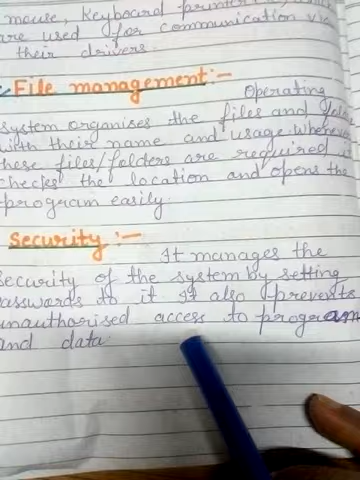 mouse, keyboard printer
are used for communication via
their drivers.
File management:-
Operating
system organises the files and
with their name and usage whenever
these files/folders are required, it
checks the location and opens the
program easily.
Security :-
It manages the
security of the system by setting
passwords to it It also prevents
unauthorised access to program
and data